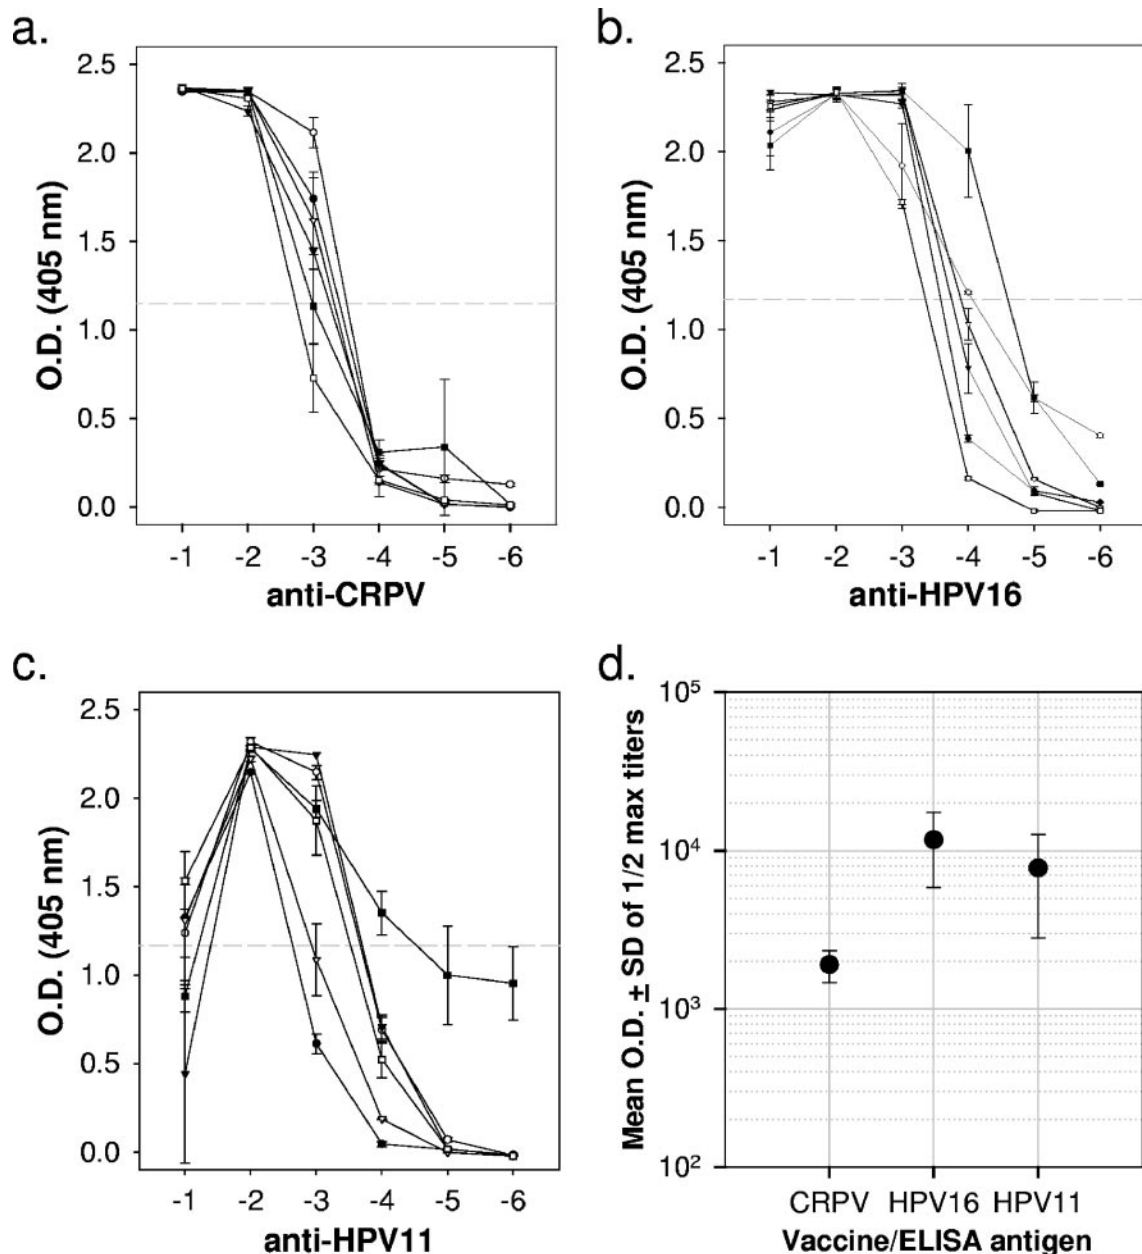 a.
2.5
2.0
1.5
1.0
0.5
0.0
O.D. (405 nm)
-1 -2 -3 -4 -5 -6
anti-CRPV
b.
2.5
2.0
1.5
1.0
0.5
0.0
O.D. (405 nm)
-1 -2 -3 -4 -5 -6
anti-HPV16
c.
2.5
2.0
1.5
1.0
0.5
0.0
O.D. (405 nm)
-1 -2 -3 -4 -5 -6
anti-HPV11
d.
10⁵
10⁴
10³
10²
Mean O.D. ± SD of 1/2 max titers
CRPV HPV16 HPV11
Vaccine/ELISA antigen